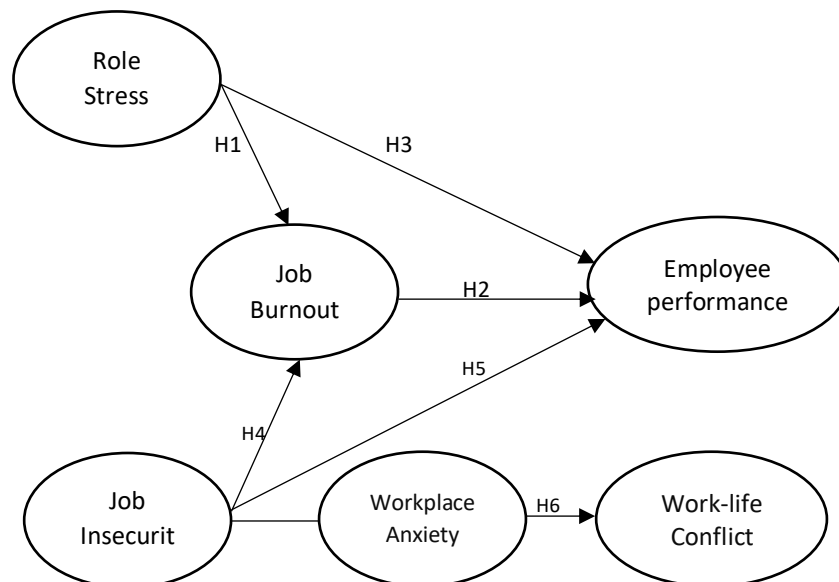 Role
Stress
H1
H3
Job
Burnout
H2
Employee
performance
H5
H4
Job
Insecurit
Workplace
Anxiety
H6
Work-life
Conflict